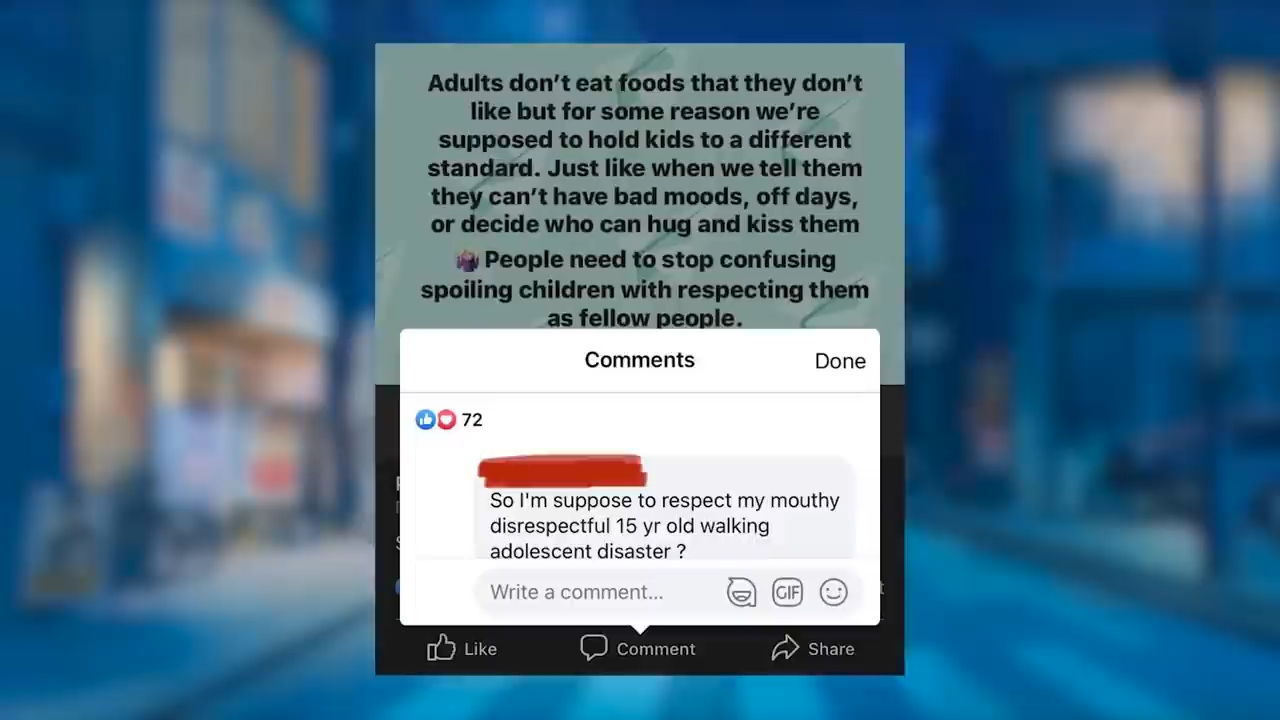 Adults don't eat foods that they don't
like but for some reason we're
supposed to hold kids to a different
standard. Just like when we tell them
they can't have bad moods, off days,
or decide who can hug and kiss them
People need to stop confusing
spoiling children with respecting them
as fellow people.
Comments
Done
72
So I'm suppose to respect my mouthy
disrespectful 15 yr old walking
adolescent disaster ?
Write a comment...
GIF
Like
Comment
Share